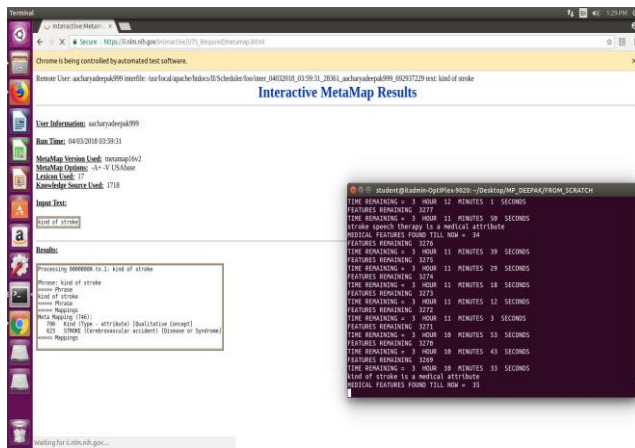 Terminal
1:29 PM
Interactive MetaM
Secure https://ii.nlm.nih.gov/Interactive/UTS_Required/metamap.shtml
Chrome is being controlled by automated test software.
Remote User: aacharyadeepak999 interfile: /usr/local/apache/htdocs/II/Scheduler/foo/inter_04032018_03:59:31_28361_aacharyadeepak999_692937229 text: kind of stroke
Interactive MetaMap Results
User Information: aacharyadeepak999
Run Time: 04/03/2018 03:59:31
MetaMap Version Used: metamap16v2
MetaMap Options: -A+ -V USAbase
Lexicon Used: 17
Knowledge Source Used: 1718
Input Text:
kind of stroke
Results:
Processing 00000000.tx.1: kind of stroke
Phrase: kind of stroke
>>>>> Phrase
kind of stroke
<<<<< Phrase
>>>>> Mappings
Meta Mapping (746):
790 Kind (Type - attribute) [Qualitative Concept]
625 STROKE (Cerebrovascular accident) [Disease or Syndrome]
<<<<< Mappings
student@itadmin-OptiPlex-9020: ~/Desktop/MP_DEEPAK/FROM_SCRATCH
TIME REMAINING = 3 HOUR 12 MINUTES 1 SECONDS
FEATURES REMAINING 3277
TIME REMAINING = 3 HOUR 11 MINUTES 50 SECONDS
stroke speech therapy is a medical attribute
MEDICAL FEATURES FOUND TILL NOW = 34
FEATURES REMAINING 3276
TIME REMAINING = 3 HOUR 11 MINUTES 39 SECONDS
FEATURES REMAINING 3275
TIME REMAINING = 3 HOUR 11 MINUTES 29 SECONDS
FEATURES REMAINING 3274
TIME REMAINING = 3 HOUR 11 MINUTES 18 SECONDS
FEATURES REMAINING 3273
TIME REMAINING = 3 HOUR 11 MINUTES 12 SECONDS
FEATURES REMAINING 3272
TIME REMAINING = 3 HOUR 11 MINUTES 3 SECONDS
FEATURES REMAINING 3271
TIME REMAINING = 3 HOUR 10 MINUTES 53 SECONDS
FEATURES REMAINING 3270
TIME REMAINING = 3 HOUR 10 MINUTES 43 SECONDS
FEATURES REMAINING 3269
TIME REMAINING = 3 HOUR 10 MINUTES 33 SECONDS
kind of stroke is a medical attribute
MEDICAL FEATURES FOUND TILL NOW = 35
Waiting for ii.nlm.nih.gov...